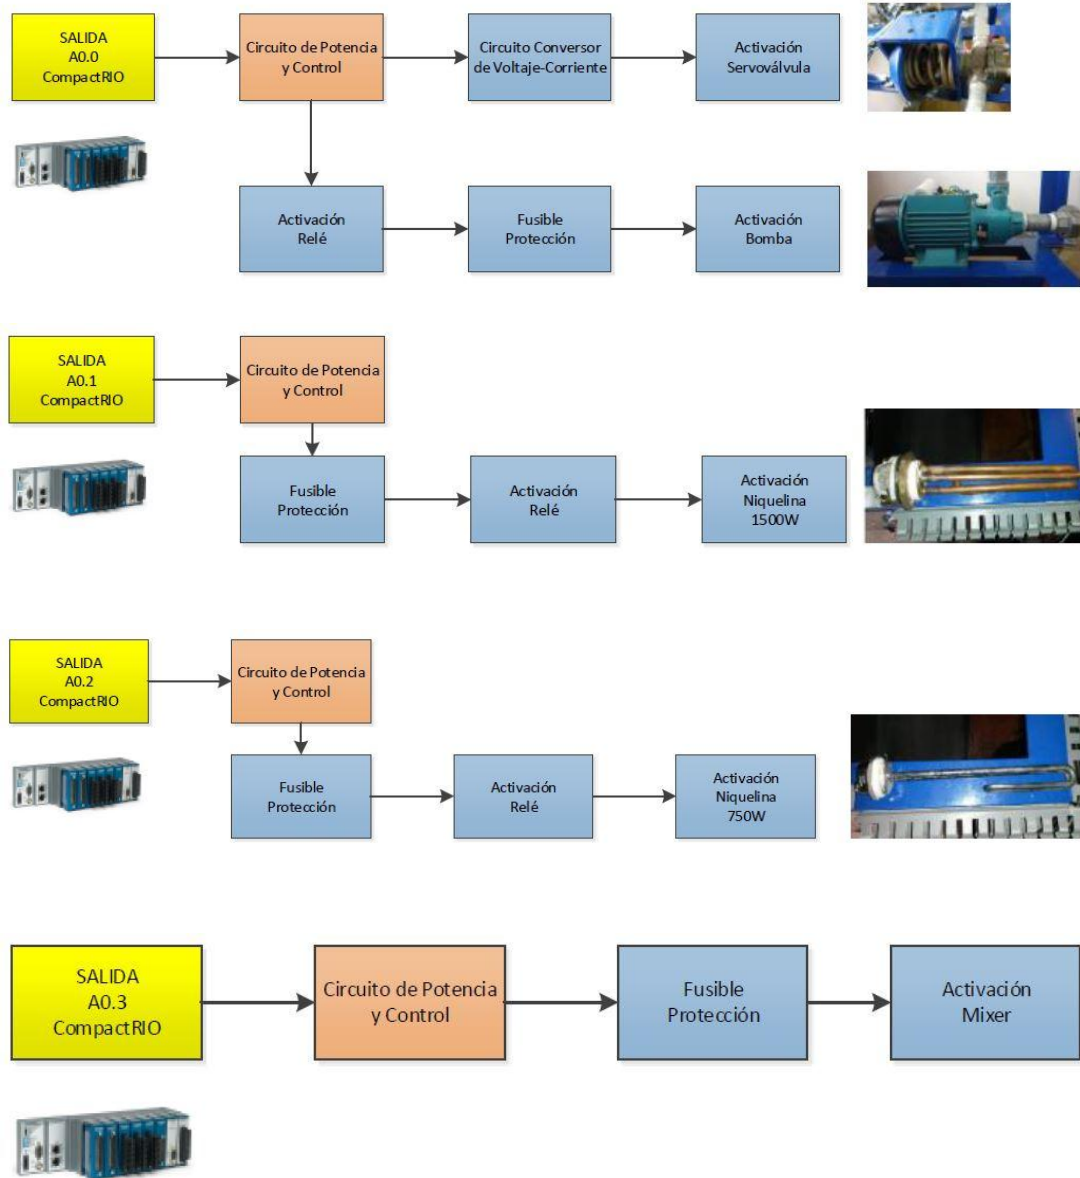 SALIDA
A0.0
CompactRIO
Circuito de Potencia
y Control
Circuito Conversor
de Voltaje-Corriente
Activación
Servoválvula
Activación
Relé
Fusible
Protección
Activación
Bomba
SALIDA
A0.1
CompactRIO
Circuito de Potencia
y Control
Fusible
Protección
Activación
Relé
Activación
Niquelina
1500W
SALIDA
A0.2
CompactRIO
Circuito de Potencia
y Control
Fusible
Protección
Activación
Relé
Activación
Niquelina
750W
SALIDA
A0.3
CompactRIO
Circuito de Potencia
y Control
Fusible
Protección
Activación
Mixer